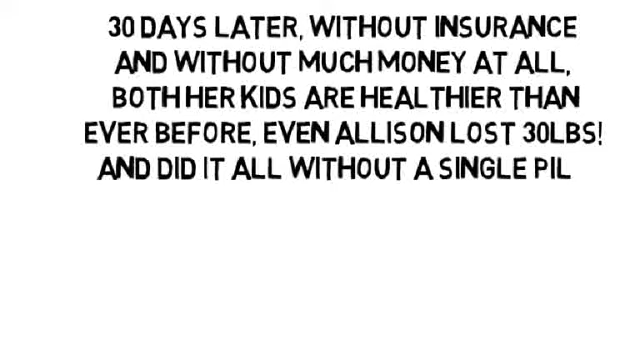 30 DAYS LATER, WITHOUT INSURANCE
AND WITHOUT MUCH MONEY AT ALL,
BOTH HER KIDS ARE HEALTHIER THAN
EVER BEFORE, EVEN ALLISON LOST 30LBS!
AND DID IT ALL WITHOUT A SINGLE PIL